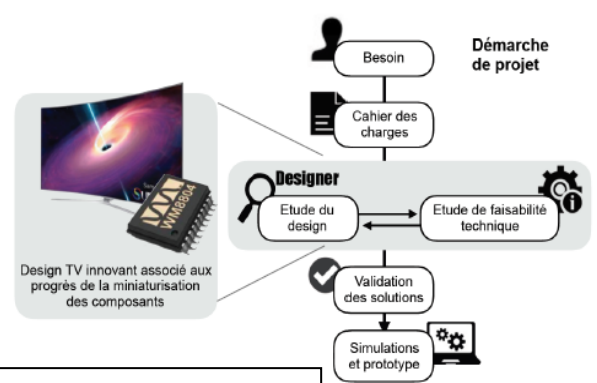 Démarche
de projet
Besoin
Cahier des
charges
Designer
Etude du
design
Etude de faisabilité
technique
WM8804
Design TV innovant associé aux
progrès de la miniaturisation
des composants
Validation
des solutions
Simulations
et prototype